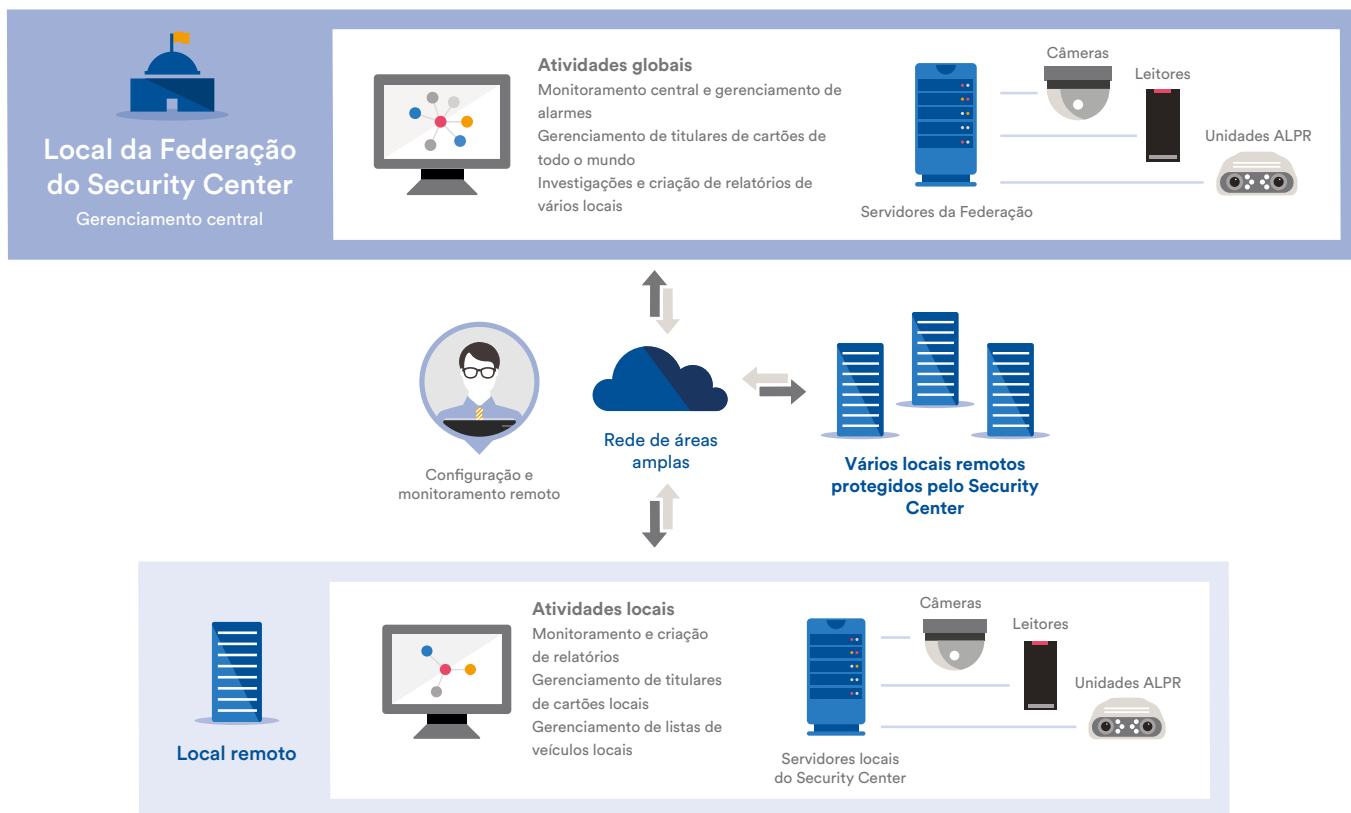 Local da Federação
do Security Center
Gerenciamento central
Atividades globais
Monitoramento central e gerenciamento de
alarmes
Gerenciamento de titulares de cartões de
todo o mundo
Investigações e criação de relatórios de
vários locais
Servidores da Federação
Câmeras
Leitores
Unidades ALPR
Configuração e
monitoramento remoto
Rede de áreas
amplas
Vários locais remotos
protegidos pelo Security
Center
Local remoto
Atividades locais
Monitoramento e criação
de relatórios
Gerenciamento de titulares
de cartões locais
Gerenciamento de listas de
veículos locais
Servidores locais
do Security Center
Câmeras
Leitores
Unidades ALPR